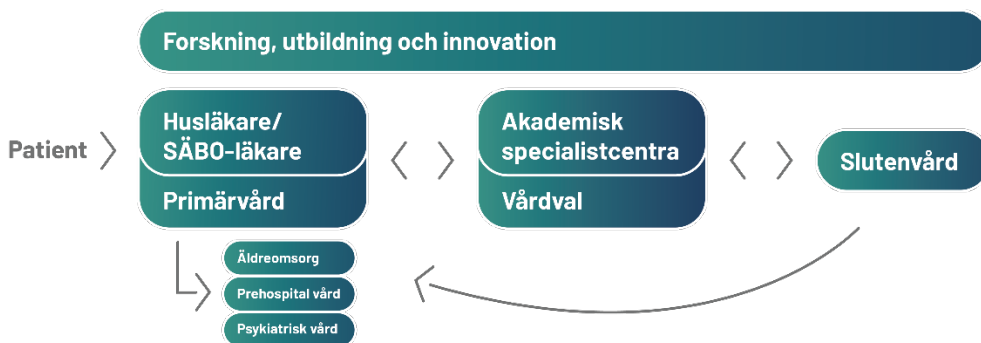 Forskning, utbildning och innovation
Patient
Husläkare/
SÄBO-läkare
Primärvård
Akademisk
specialistcentra
Vårdval
Slutenvård
Äldreomsorg
Prehospital vård
Psykiatrisk vård